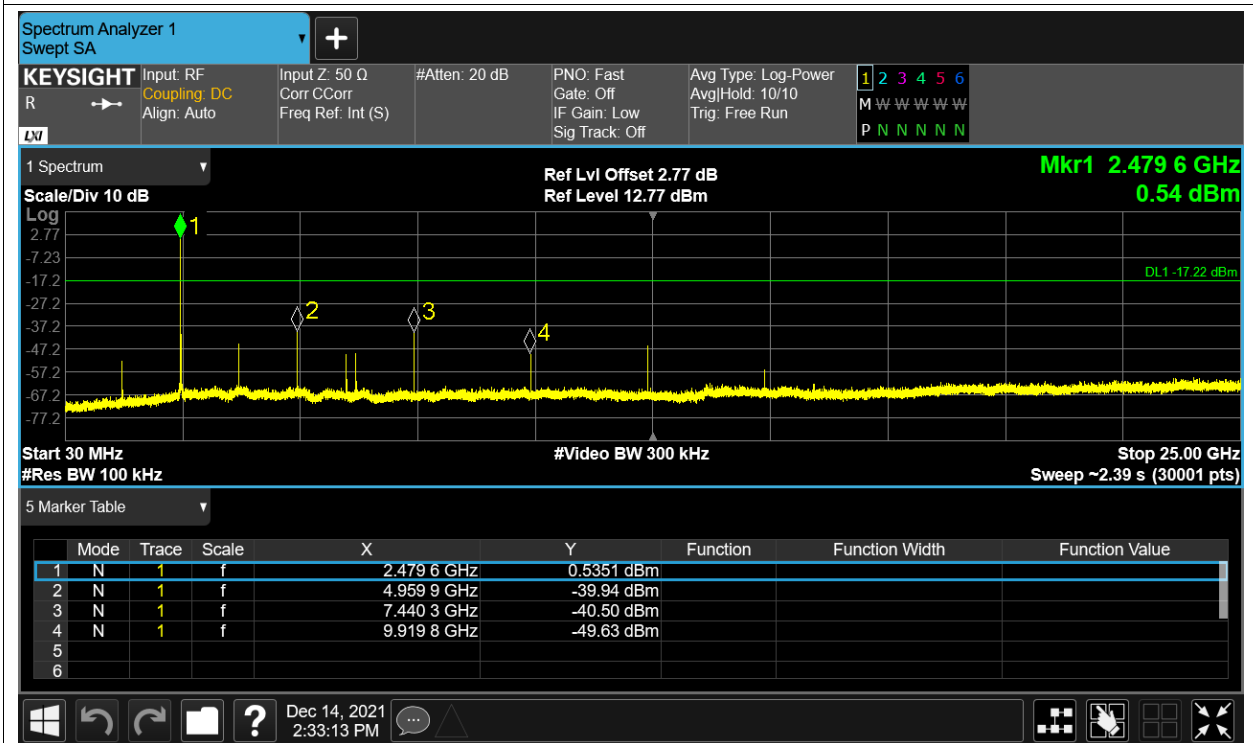 Spectrum Analyzer 1
Swept SA
+
KEYSIGHT
R
LXI
Input: RF
Coupling: DC
Align: Auto
Input Z: 50 Ω
Corr CCorr
Freq Ref: Int (S)
#Atten: 20 dB
PNO: Fast
Gate: Off
IF Gain: Low
Sig Track: Off
Avg Type: Log-Power
Avg|Hold: 10/10
Trig: Free Run
1 2 3 4 5 6
M W W W W W
P N N N N N
1 Spectrum
Scale/Div 10 dB
Ref Lvl Offset 2.77 dB
Ref Level 12.77 dBm
Mkr1 2.479 6 GHz
0.54 dBm
Log
2.77
-7.23
-17.2
-27.2
-37.2
-47.2
-57.2
-67.2
-77.2
1
2
3
4
DL1 -17.22 dBm
Start 30 MHz #Video BW 300 kHz Stop 25.00 GHz
#Res BW 100 kHz Sweep ~2.39 s (30001 pts)
5 Marker Table
Mode Trace Scale X Y Function Function Width Function Value
1 N 1 f 2.479 6 GHz 0.5351 dBm
2 N 1 f 4.959 9 GHz -39.94 dBm
3 N 1 f 7.440 3 GHz -40.50 dBm
4 N 1 f 9.919 8 GHz -49.63 dBm
5
6
?
Dec 14, 2021
2:33:13 PM